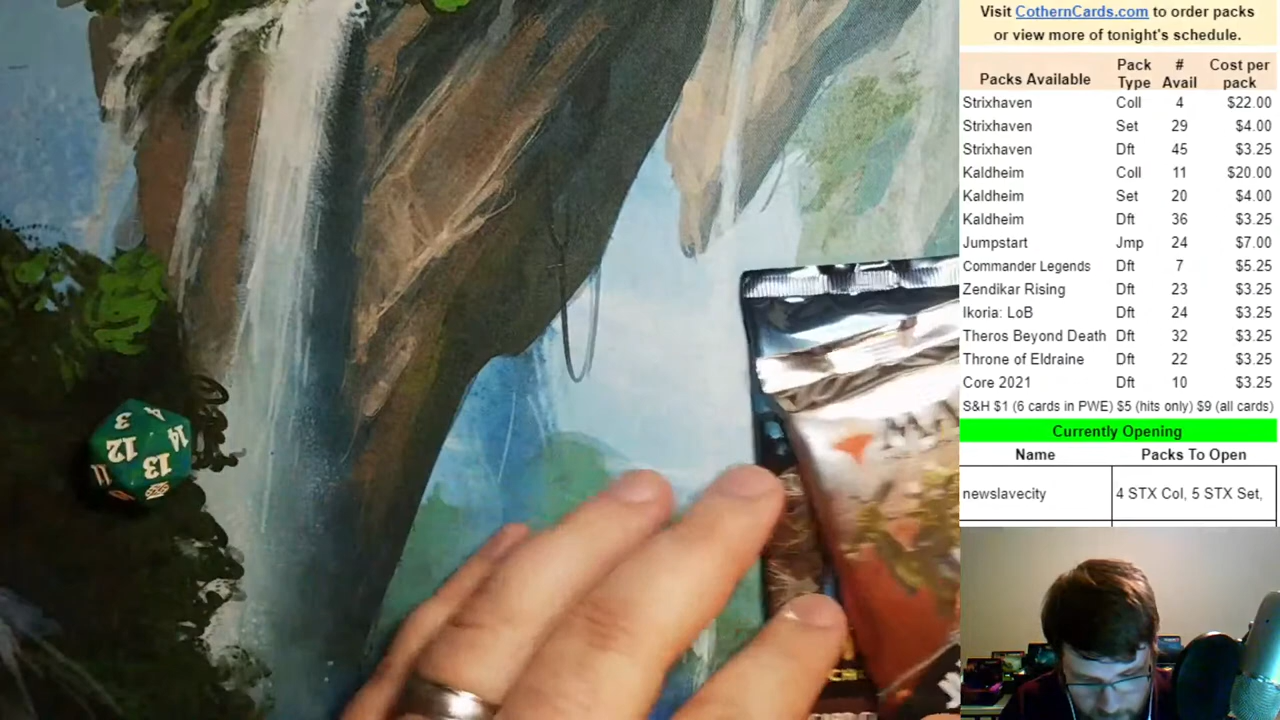 Visit CothernCards.com to order packs
or view more of tonight's schedule.
Packs Available Pack Type # Avail Cost per pack
Strixhaven Coll 4 $22.00
Strixhaven Set 29 $4.00
Strixhaven Dft 45 $3.25
Kaldheim Coll 11 $20.00
Kaldheim Set 20 $4.00
Kaldheim Dft 36 $3.25
Jumpstart Jmp 24 $7.00
Commander Legends Dft 7 $5.25
Zendikar Rising Dft 23 $3.25
Ikoria: LoB Dft 24 $3.25
Theros Beyond Death Dft 32 $3.25
Throne of Eldraine Dft 22 $3.25
Core 2021 Dft 10 $3.25
S&H $1 (6 cards in PWE) $5 (hits only) $9 (all cards)
Currently Opening
Name Packs To Open
newslavecity 4 STX Col, 5 STX Set,
3 4
12 14
11 13